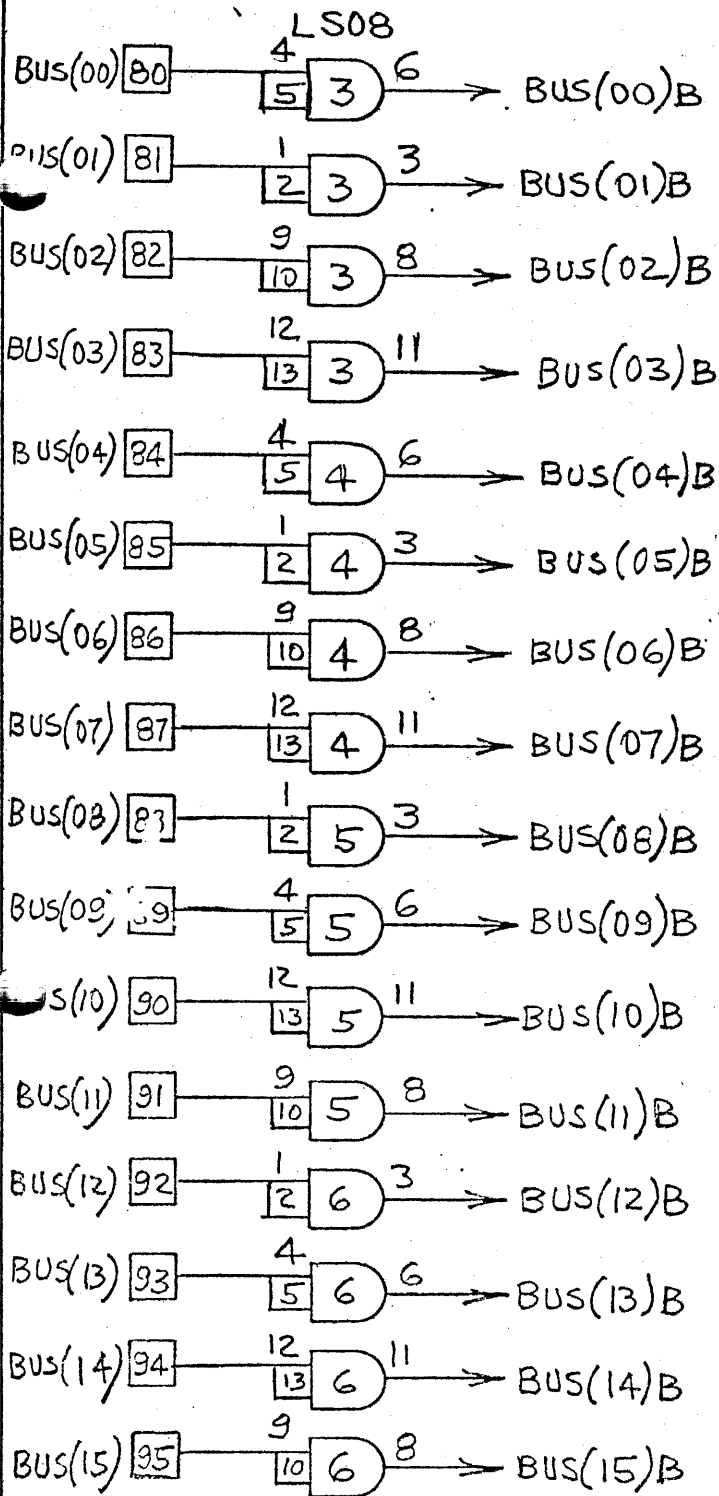 LS08
BUS(00) 80 4 5 3 6 BUS(00)B
(01) 81 1 2 3 3 BUS(01)B
BUS(02) 82 9 10 3 8 BUS(02)B
BUS(03) 83 12 13 3 11 BUS(03)B
BUS(04) 84 4 5 4 6 BUS(04)B
BUS(05) 85 1 2 4 3 BUS(05)B
BUS(06) 86 9 10 4 8 BUS(06)B
BUS(07) 87 12 13 4 11 BUS(07)B
BUS(08) 1 2 5 3 BUS(08)B
BUS(09) 4 5 5 6 BUS(09)B
S(10) 90 12 13 5 11 BUS(10)B
BUS(11) 91 9 10 5 8 BUS(11)B
BUS(12) 92 1 2 6 3 BUS(12)B
BUS(13) 93 4 5 6 6 BUS(13)B
BUS(14) 94 12 13 6 11 BUS(14)B
BUS(15) 95 9 10 6 8 BUS(15)B